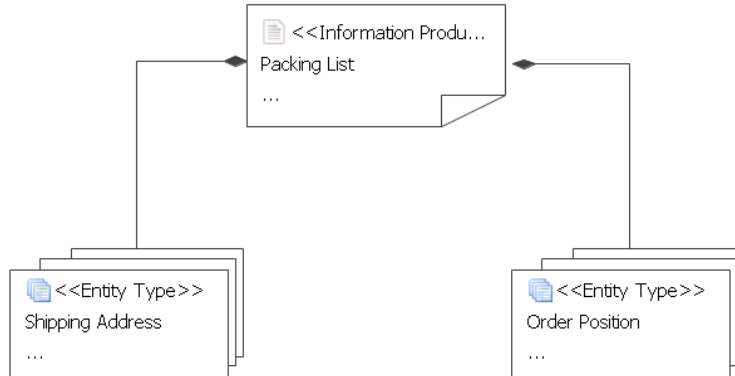 <<Information Produ...
Packing List
...
<<Entity Type>>
Shipping Address
...
<<Entity Type>>
Order Position
...